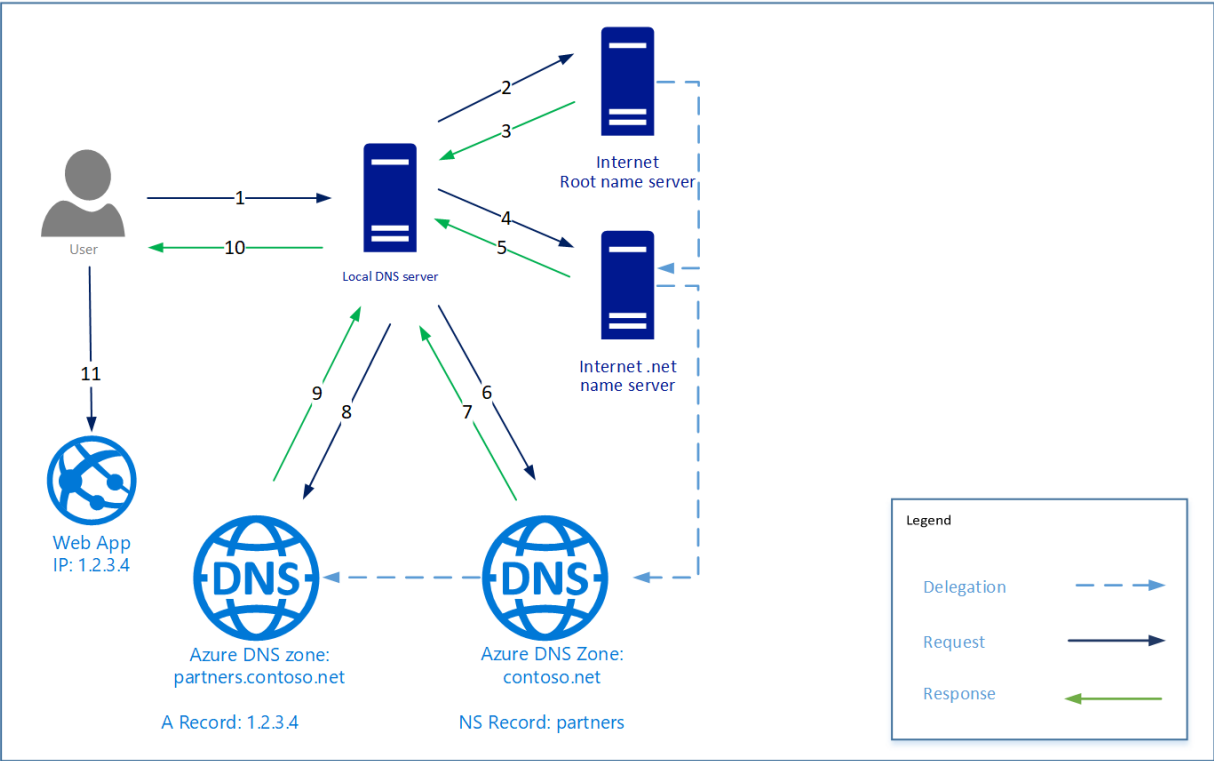 2
3
Internet
Root name server
1
4
5
10
User
Local DNS server
Internet .net
name server
11
9
8
6
7
Web App
IP: 1.2.3.4
DNS
DNS
Azure DNS zone:
partners.contoso.net
A Record: 1.2.3.4
Azure DNS Zone:
contoso.net
NS Record: partners
Legend
Delegation
Request
Response